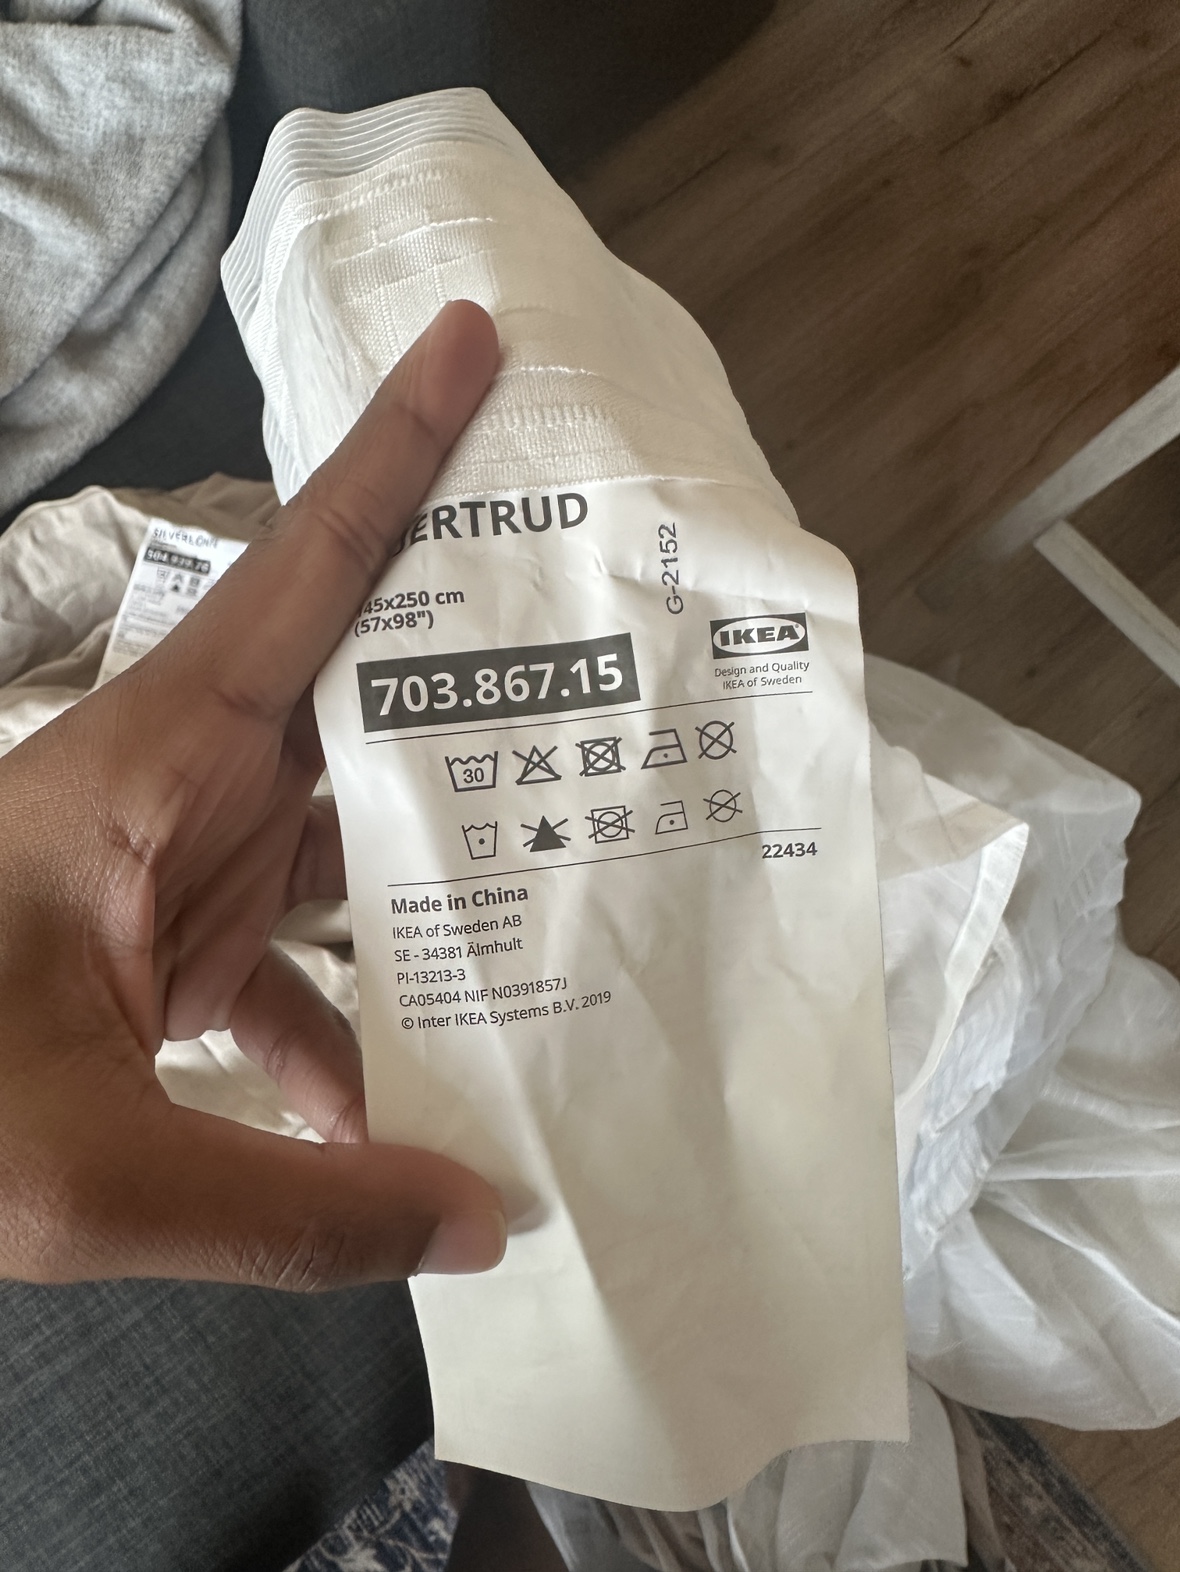 ERTRUD
G-2152
145x250 cm
(57x98")
703.867.15
IKEA
Design and Quality
IKEA of Sweden
30
22434
Made in China
IKEA of Sweden AB
SE - 34381 Älmhult
PI-13213-3
CA05404 NIF N0391857J
© Inter IKEA Systems B.V. 2019